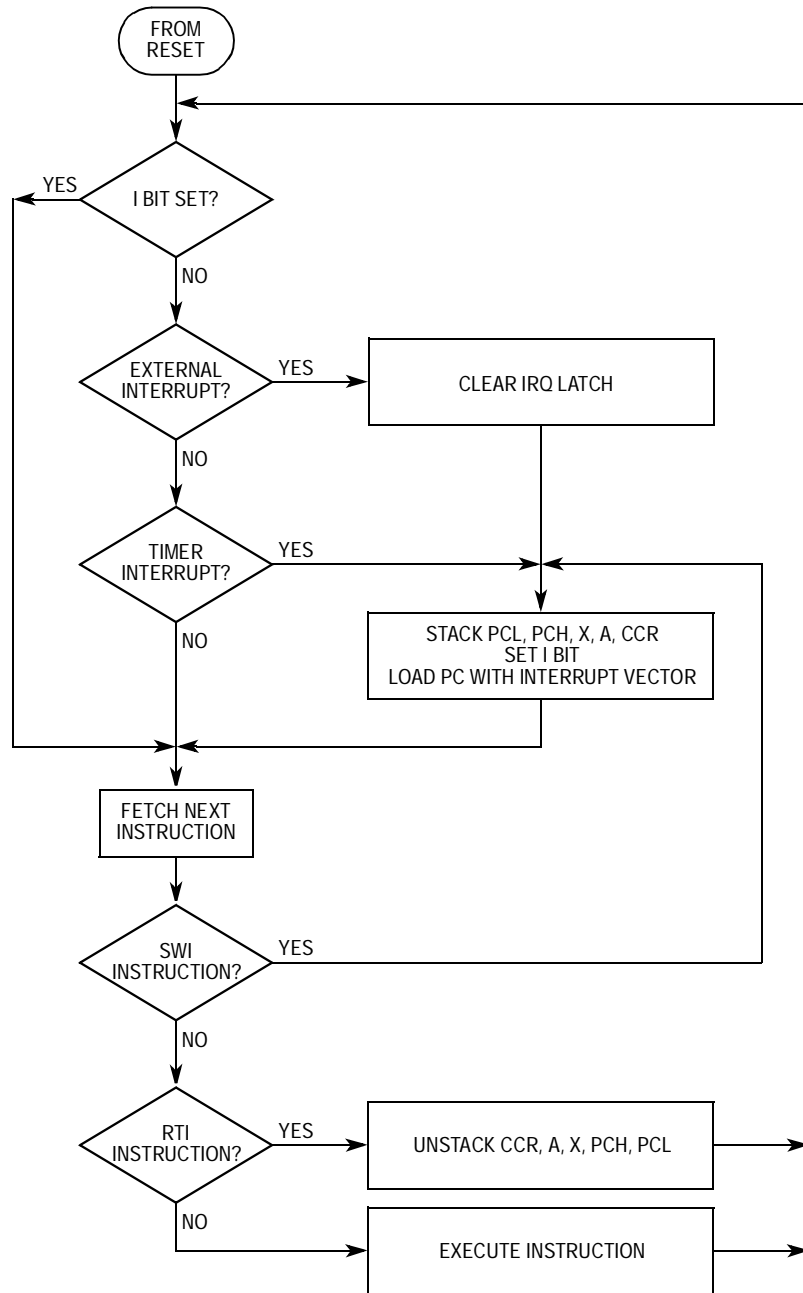 FROM
RESET
YES
I BIT SET?
NO
EXTERNAL
INTERRUPT?
YES
CLEAR IRQ LATCH
NO
TIMER
INTERRUPT?
YES
STACK PCL, PCH, X, A, CCR
SET I BIT
LOAD PC WITH INTERRUPT VECTOR
NO
FETCH NEXT
INSTRUCTION
SWI
INSTRUCTION?
YES
NO
RTI
INSTRUCTION?
YES
UNSTACK CCR, A, X, PCH, PCL
NO
EXECUTE INSTRUCTION